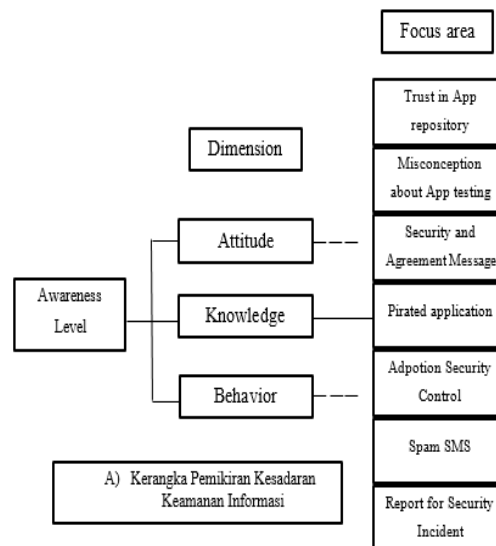 Focus area
Trust in App
repository
Dimension
Misconception
about App testing
Attitude
Security and
Agreement Message
Awareness
Level
Knowledge
Pirated application
Behavior
Adpotion Security
Control
Spam SMS
A) Kerangka Pemikiran Kesadaran
Keamanan Informasi
Report for Security
Incident